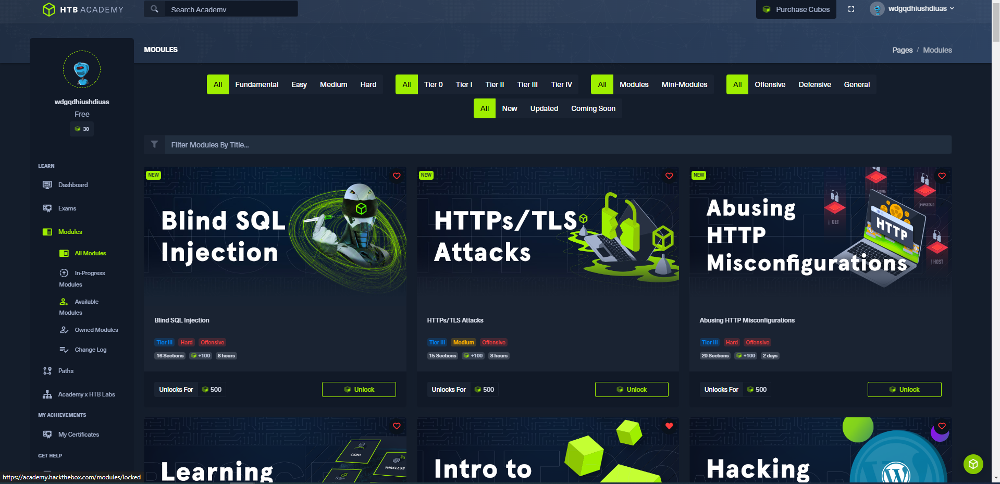 HTB ACADEMY
Search Academy
Purchase Cubes
wdgqdhiushdiuas
MODULES
Pages / Modules
wdgqdhiushdiuas
Free
30
All Fundamental Easy Medium Hard
All Tier 0 Tier I Tier II Tier III Tier IV
All Modules Mini-Modules
All Offensive Defensive General
All New Updated Coming Soon
Filter Modules By Title...
LEARN
Dashboard
Exams
Modules
All Modules
In-Progress
Modules
Available
Modules
Owned Modules
Change Log
Paths
Academy x HTB Labs
MY ACHIEVEMENTS
My Certificates
GET HELP
https://academy.hackthebox.com/modules/locked
NEW
Blind SQL
Injection
Blind SQL Injection
Tier III Hard Offensive
16 Sections +100 8 hours
Unlocks For 500 Unlock
NEW
HTTPs/TLS
Attacks
HTTPs/TLS Attacks
Tier III Medium Offensive
15 Sections +100 8 hours
Unlocks For 500 Unlock
NEW
Abusing
HTTP
Misconfigurations
GET
PHPSESSID
HTTP
HOST
Abusing HTTP Misconfigurations
Tier III Hard Offensive
20 Sections +100 2 days
Unlocks For 500 Unlock
Learning
OSINT
WIRELESS
Intro to
Hacking